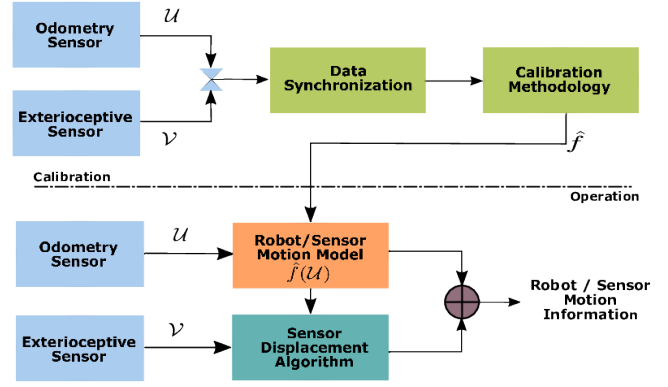 Odometry
Sensor
U
Data
Synchronization
Calibration
Methodology
Exterioceptive
Sensor
V
f̂
Calibration
Operation
Odometry
Sensor
U
Robot/Sensor
Motion Model
f̂(U)
Robot / Sensor
Motion
Information
Exterioceptive
Sensor
V
Sensor
Displacement
Algorithm